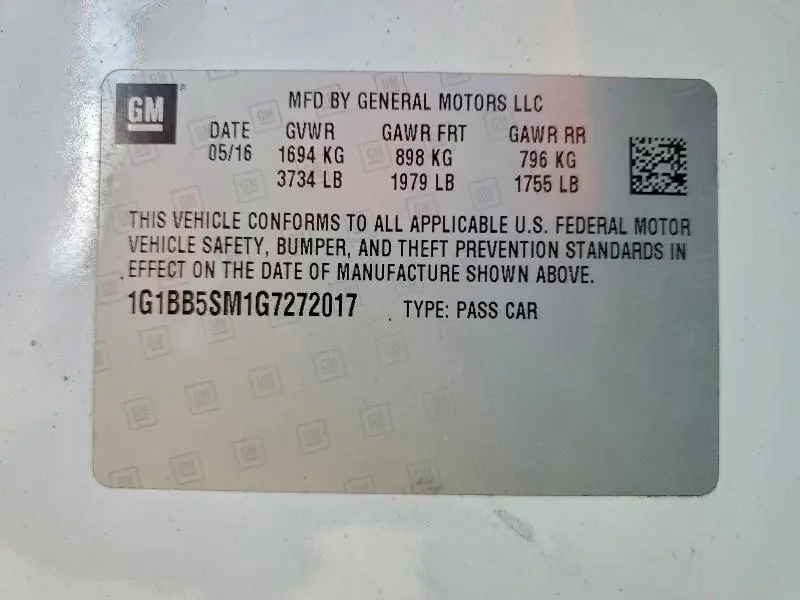 GM
MFD BY GENERAL MOTORS LLC
DATE GVWR GAWR FRT GAWR RR
05/16 1694 KG 898 KG 796 KG
3734 LB 1979 LB 1755 LB
THIS VEHICLE CONFORMS TO ALL APPLICABLE U.S. FEDERAL MOTOR
VEHICLE SAFETY, BUMPER, AND THEFT PREVENTION STANDARDS IN
EFFECT ON THE DATE OF MANUFACTURE SHOWN ABOVE.
1G1BB5SM1G7272017 TYPE: PASS CAR